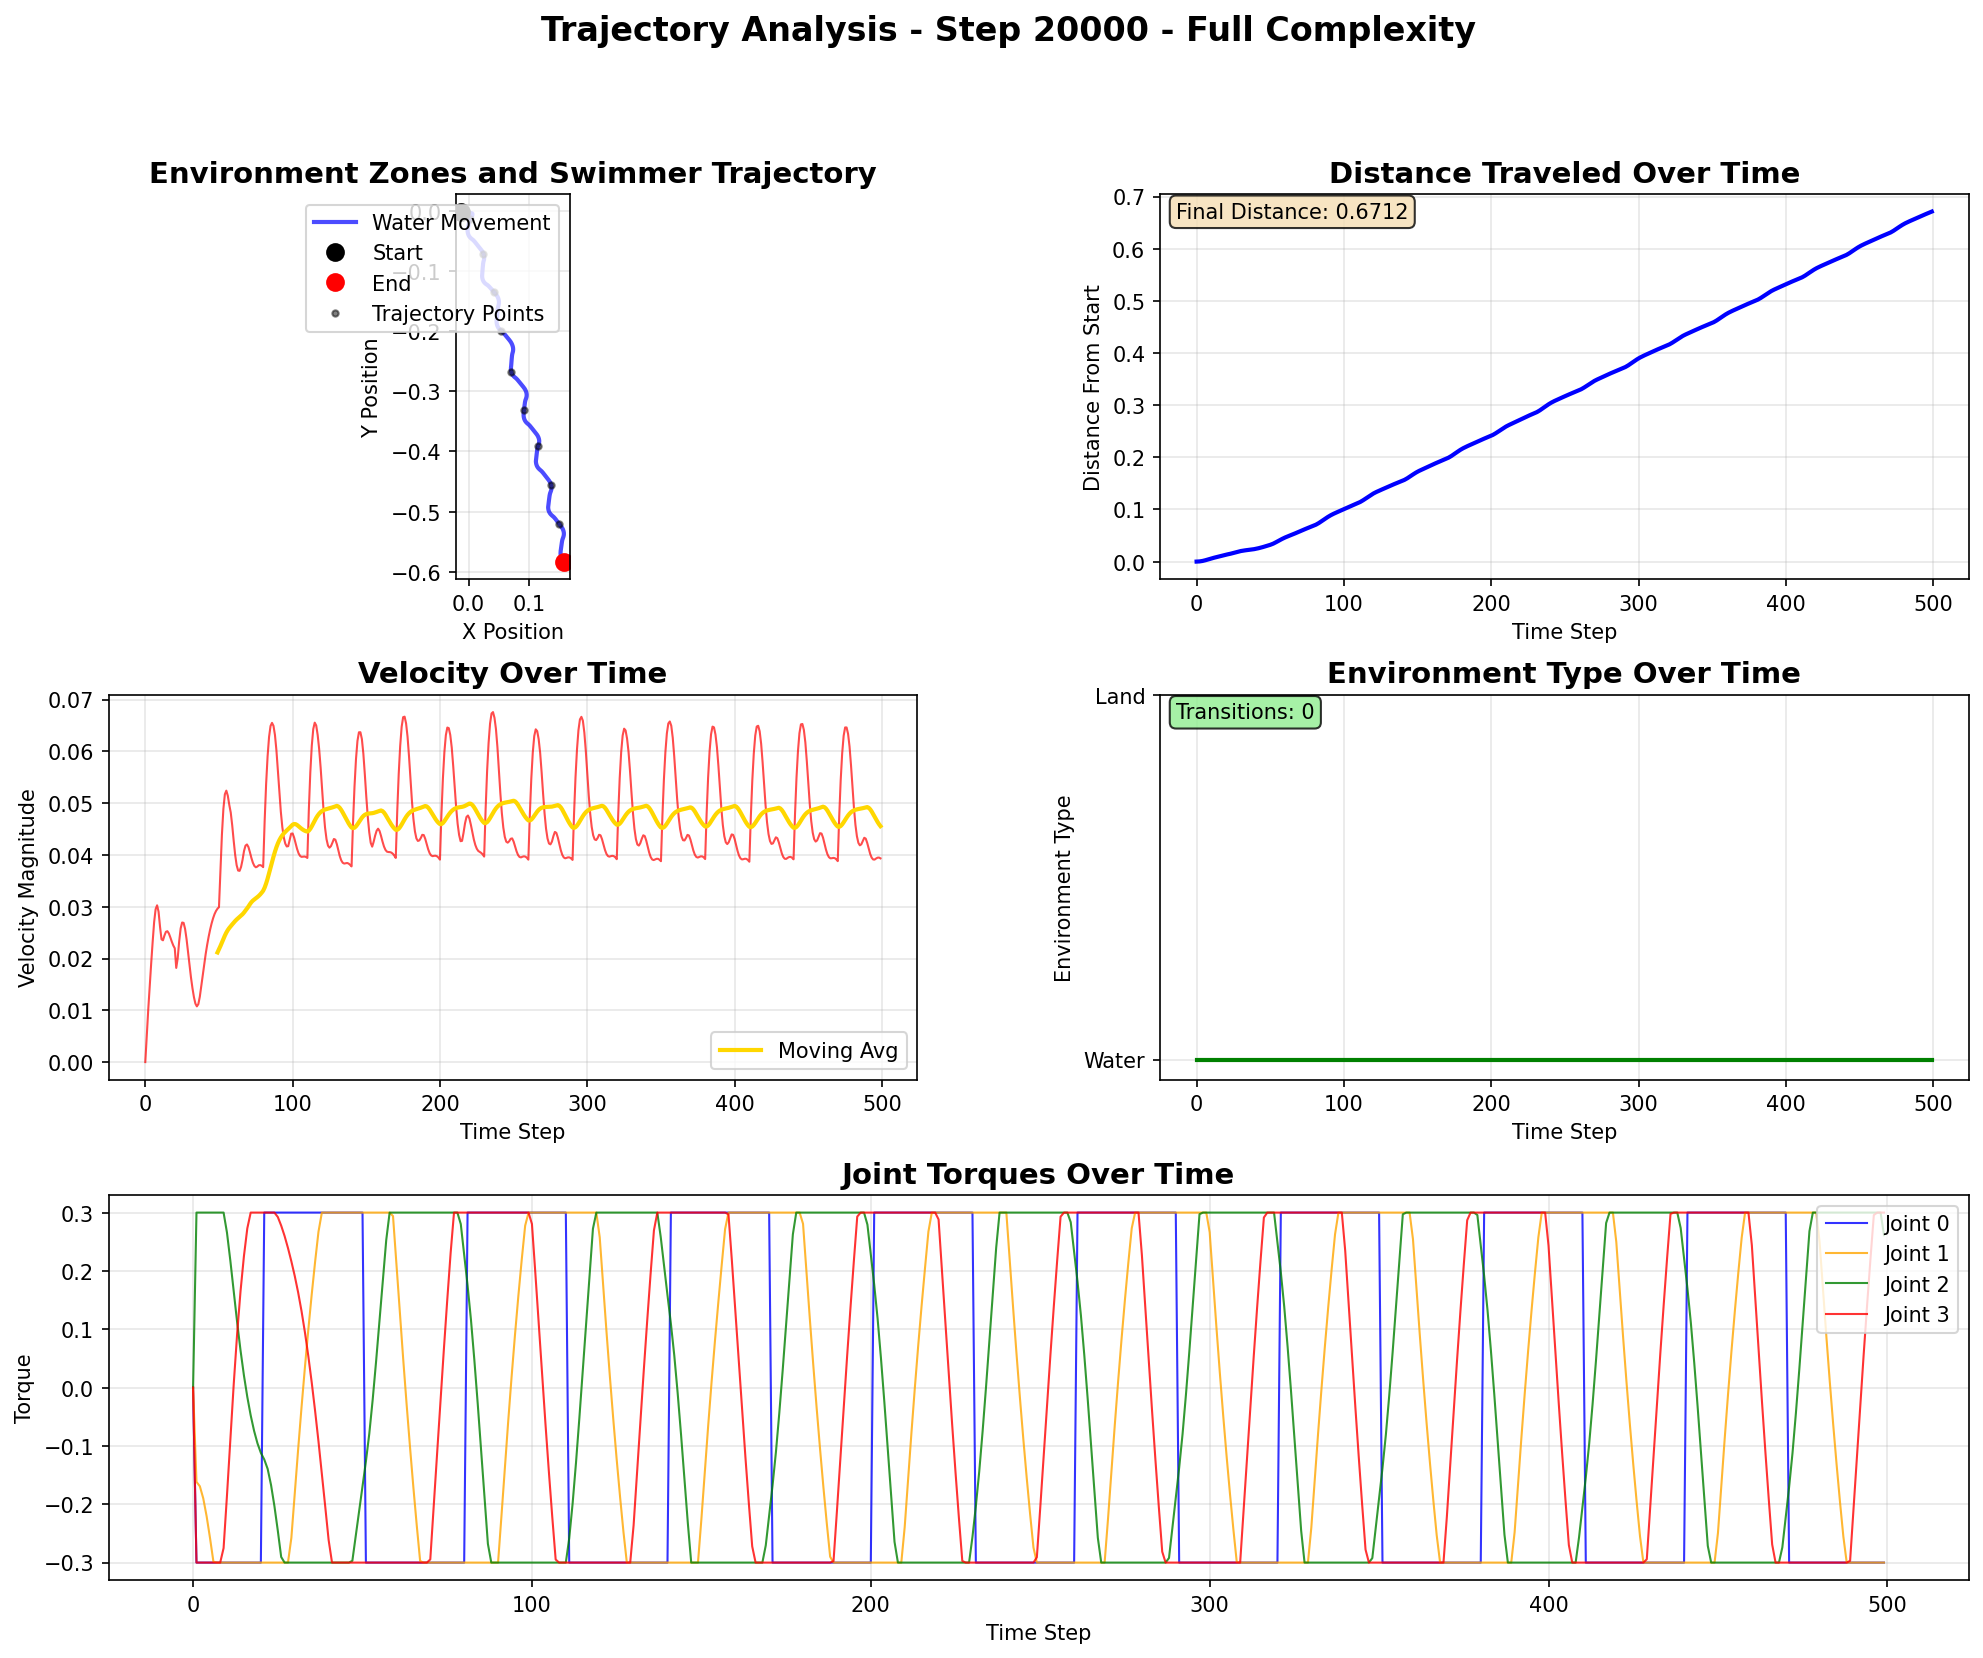 Trajectory Analysis - Step 20000 - Full Complexity
Environment Zones and Swimmer Trajectory
Water Movement
Start
End
Trajectory Points
0.0
−0.1
−0.2
−0.3
−0.4
−0.5
−0.6
Y Position
0.0 0.1
X Position
Distance Traveled Over Time
Final Distance: 0.6712
0.7
0.6
0.5
0.4
0.3
0.2
0.1
0.0
Distance From Start
0 100 200 300 400 500
Time Step
Velocity Over Time
0.07
0.06
0.05
0.04
0.03
0.02
0.01
0.00
Velocity Magnitude
Moving Avg
0 100 200 300 400 500
Time Step
Environment Type Over Time
Transitions: 0
Land
Water
Environment Type
0 100 200 300 400 500
Time Step
Joint Torques Over Time
0.3
0.2
0.1
0.0
−0.1
−0.2
−0.3
Torque
Joint 0
Joint 1
Joint 2
Joint 3
0 100 200 300 400 500
Time Step